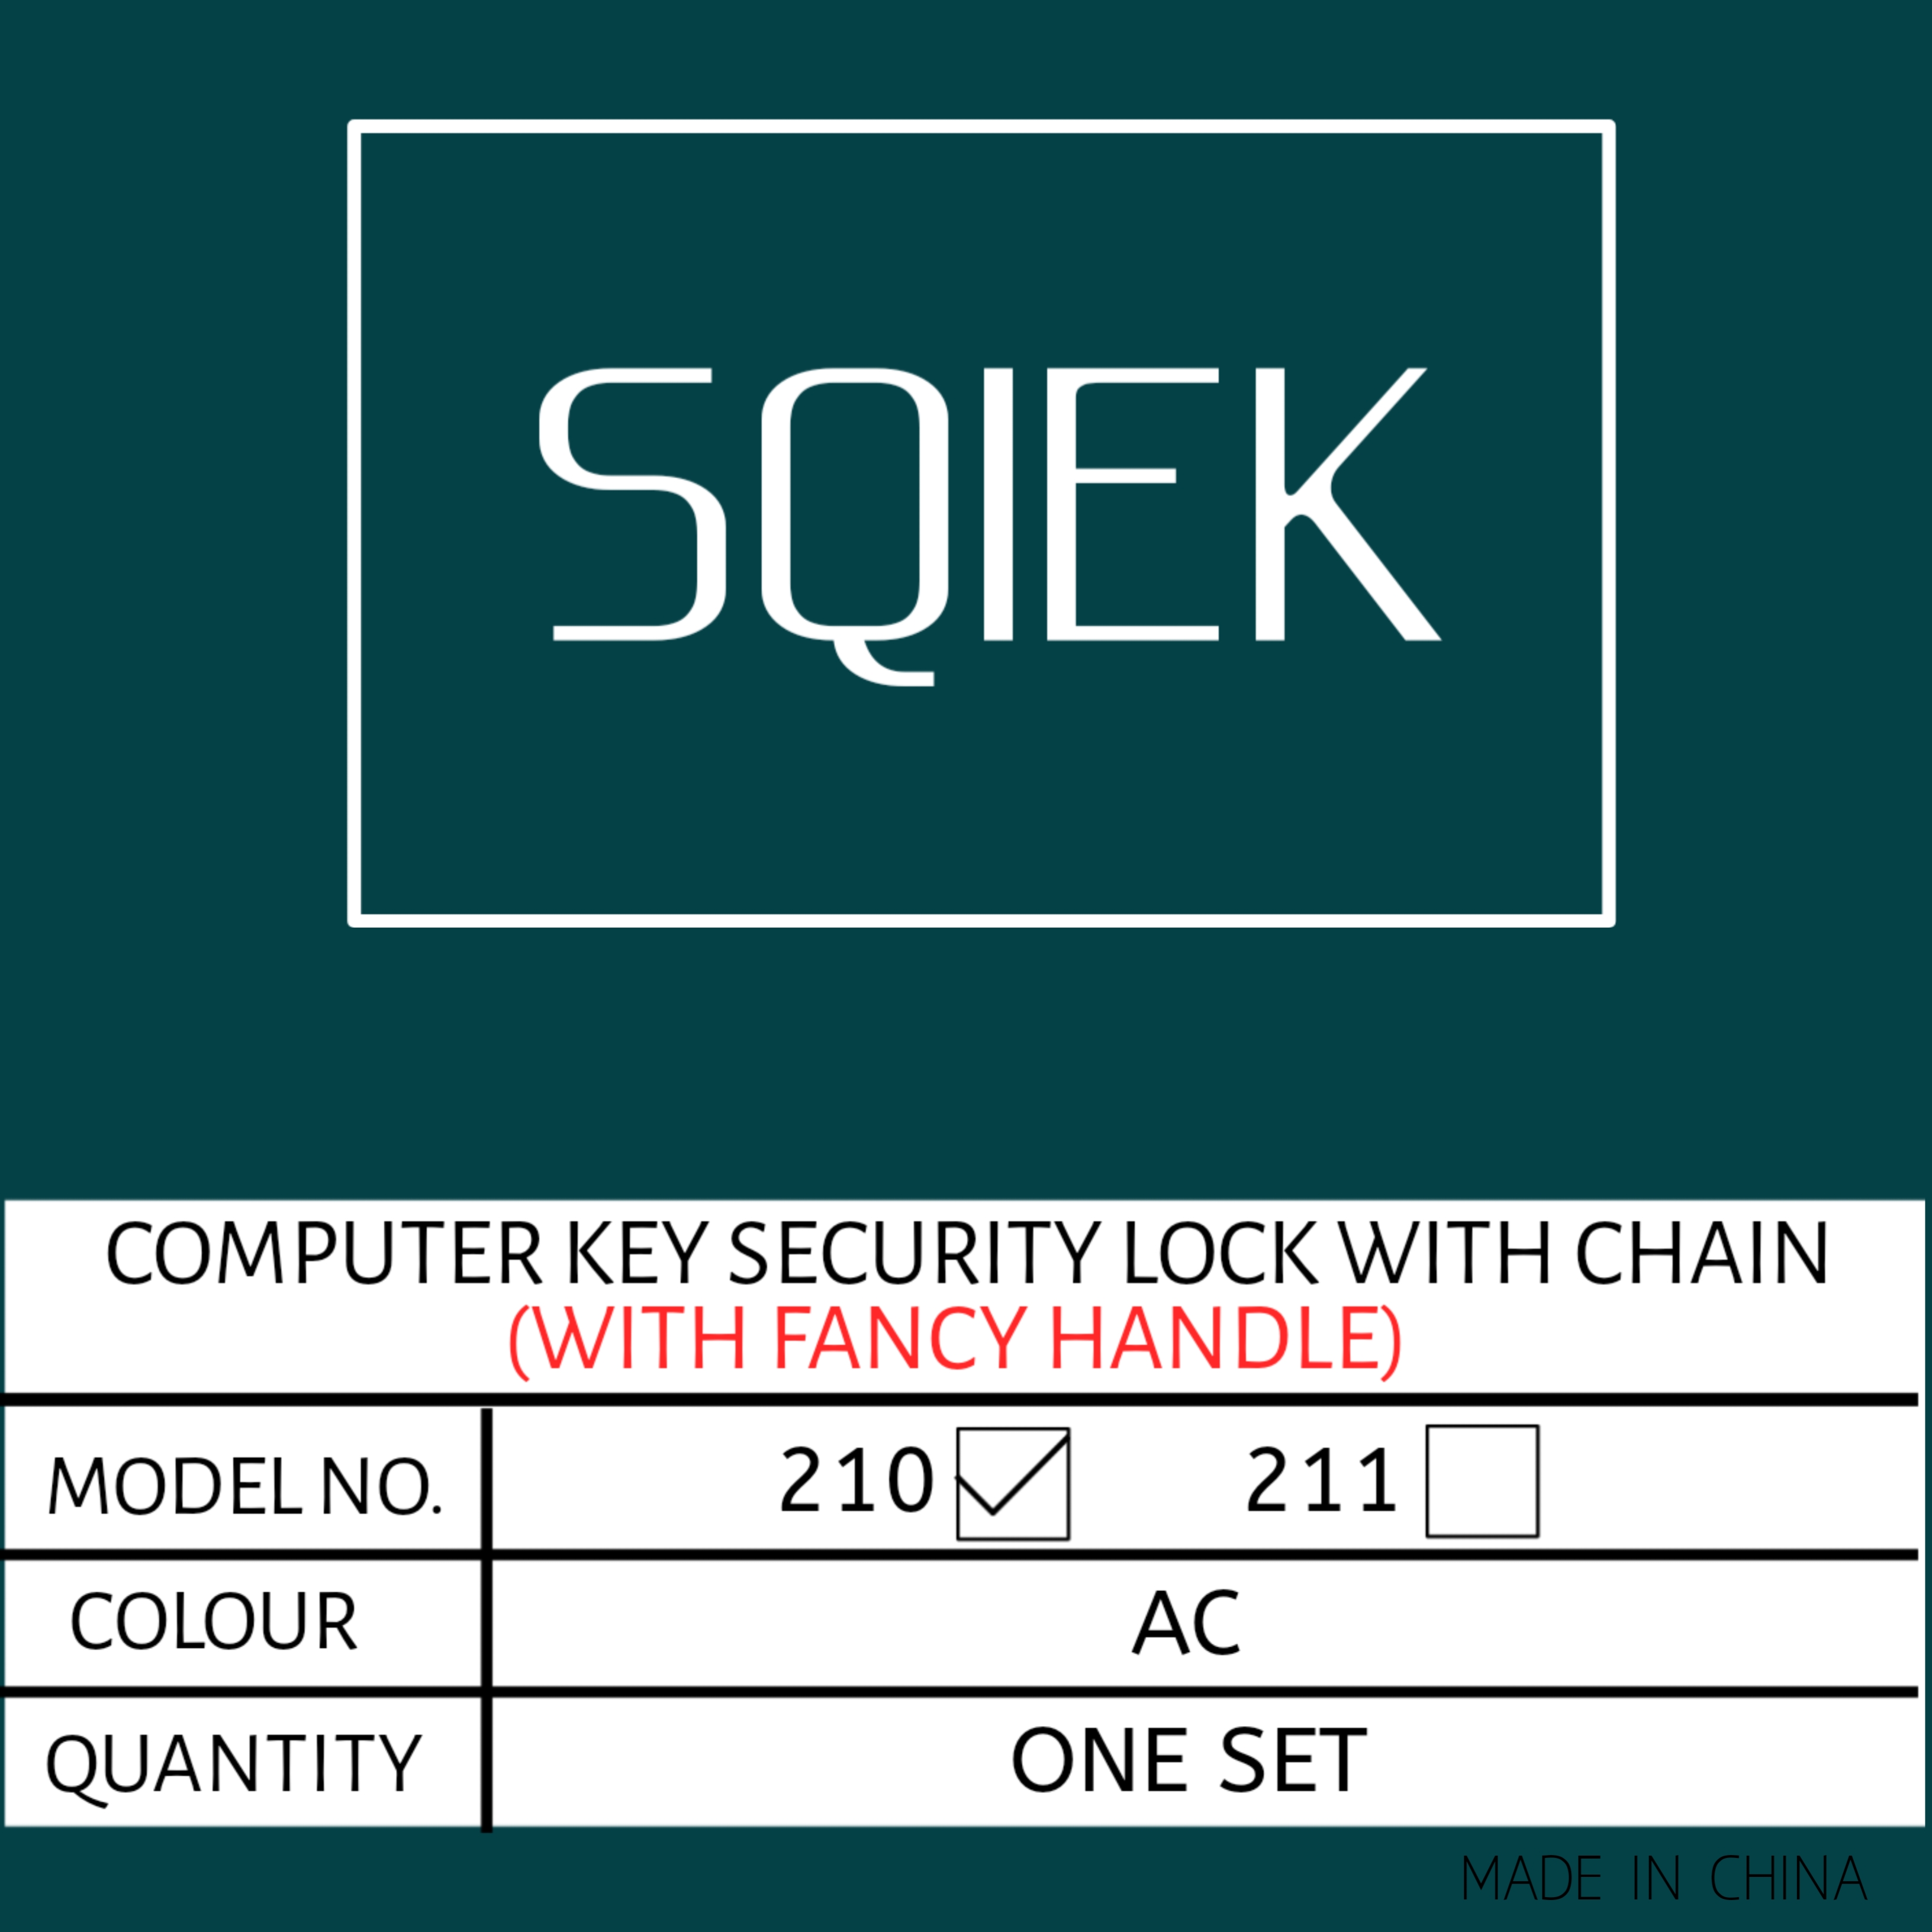 SQIEK
COMPUTER KEY SECURITY LOCK WITH CHAIN
(WITH FANCY HANDLE)
MODEL NO. 210 211
COLOUR AC
QUANTITY ONE SET
MADE IN CHINA